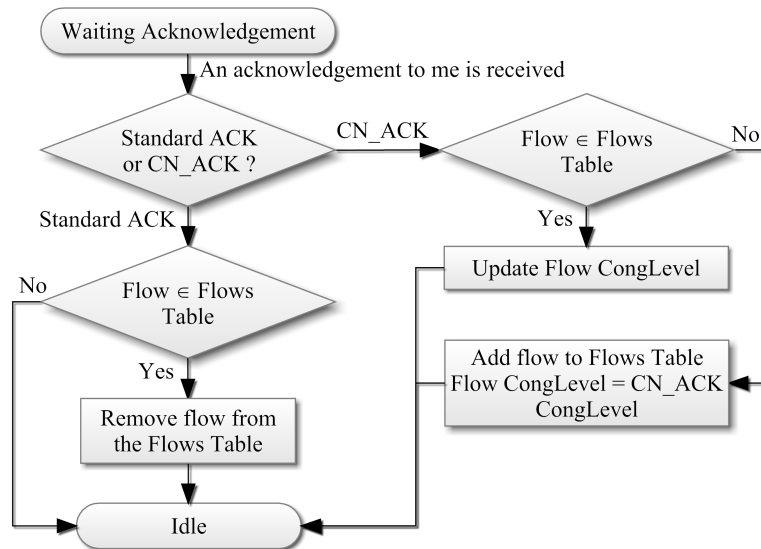 Waiting Acknowledgement
An acknowledgement to me is received
Standard ACK
or CN_ACK ?
CN_ACK
Flow ∈ Flows
Table
No
Yes
Update Flow CongLevel
Add flow to Flows Table
Flow CongLevel = CN_ACK
CongLevel
Standard ACK
Flow ∈ Flows
Table
No
Yes
Remove flow from
the Flows Table
Idle